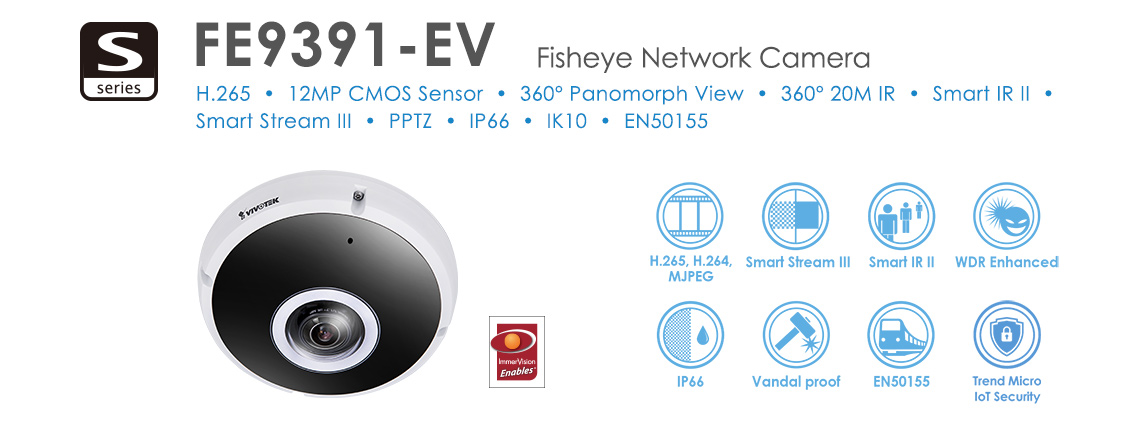 S
series
FE9391-EV
Fisheye Network Camera
H.265 • 12MP CMOS Sensor • 360° Panomorph View • 360° 20M IR • Smart IR II •
Smart Stream III • PPTZ • IP66 • IK10 • EN50155
VIVOTEK
ImmerVision
Enables®
H.265, H.264,
MJPEG
Smart Stream III
Smart IR II
WDR Enhanced
IP66
Vandal proof
EN50155
Trend Micro
IoT Security